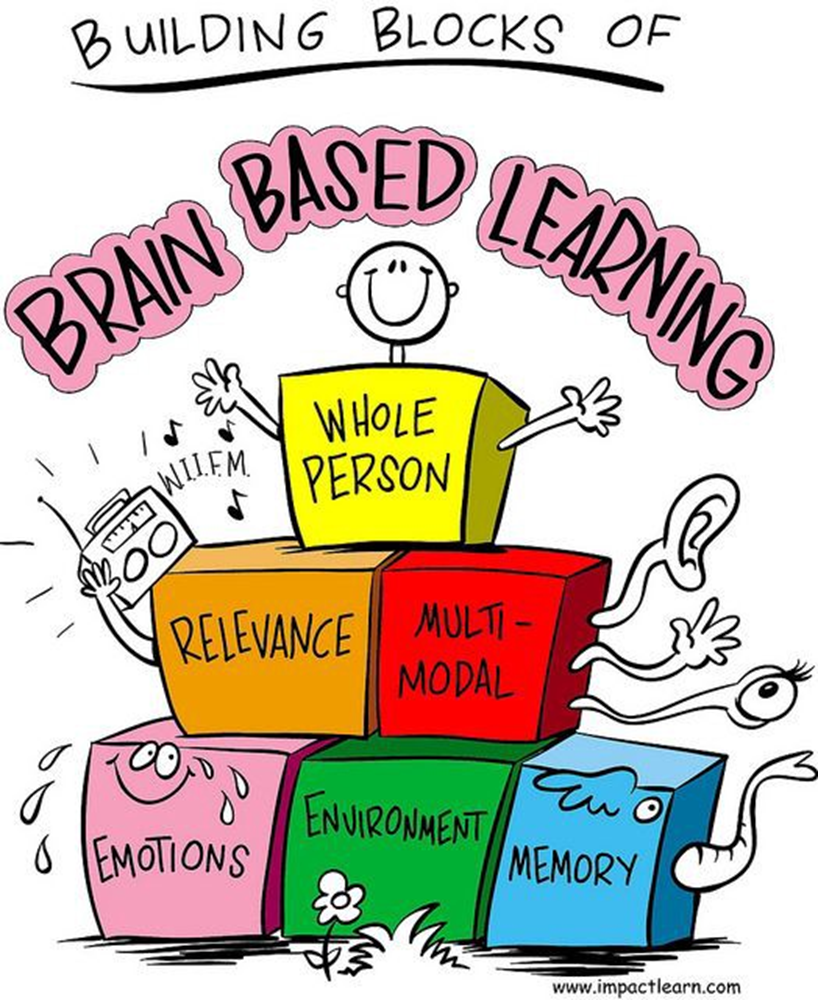 BUILDING BLOCKS OF
BRAIN BASED LEARNING
WHOLE
PERSON
W.I.I.F.M.
RELEVANCE
MULTI-
MODAL
EMOTIONS
ENVIRONMENT
MEMORY
www.impactlearn.com